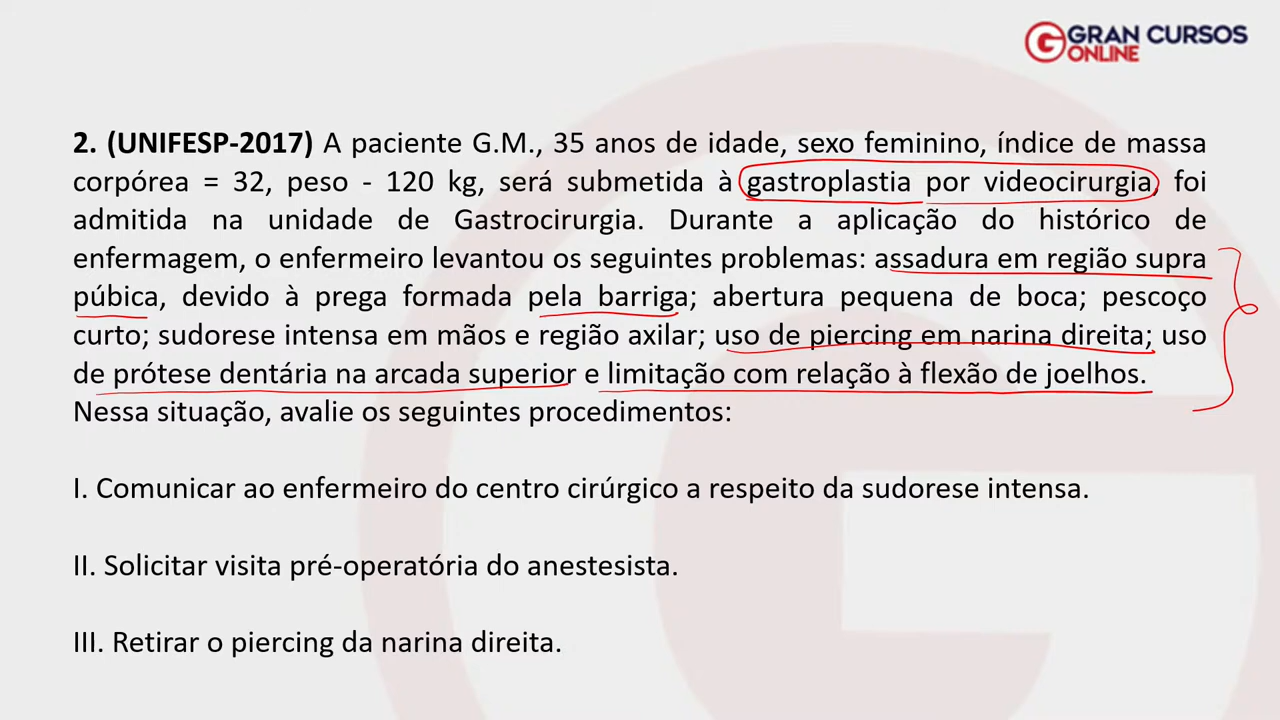 GRAN CURSOS
ONLINE
2. (UNIFESP-2017) A paciente G.M., 35 anos de idade, sexo feminino, índice de massa
corpórea = 32, peso - 120 kg, será submetida à gastroplastia por videocirurgia, foi
admitida na unidade de Gastrocirurgia. Durante a aplicação do histórico de
enfermagem, o enfermeiro levantou os seguintes problemas: assadura em região supra
púbica, devido à prega formada pela barriga; abertura pequena de boca; pescoço
curto; sudorese intensa em mãos e região axilar; uso de piercing em narina direita; uso
de prótese dentária na arcada superior e limitação com relação à flexão de joelhos.
Nessa situação, avalie os seguintes procedimentos:
I. Comunicar ao enfermeiro do centro cirúrgico a respeito da sudorese intensa.
II. Solicitar visita pré-operatória do anestesista.
III. Retirar o piercing da narina direita.